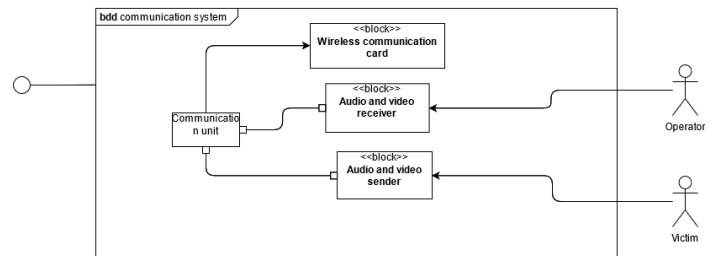 bdd communication system
<<block>>
Wireless communication
card
<<block>>
Audio and video
receiver
Communicatio
n unit
<<block>>
Audio and video
sender
Operator
Victim